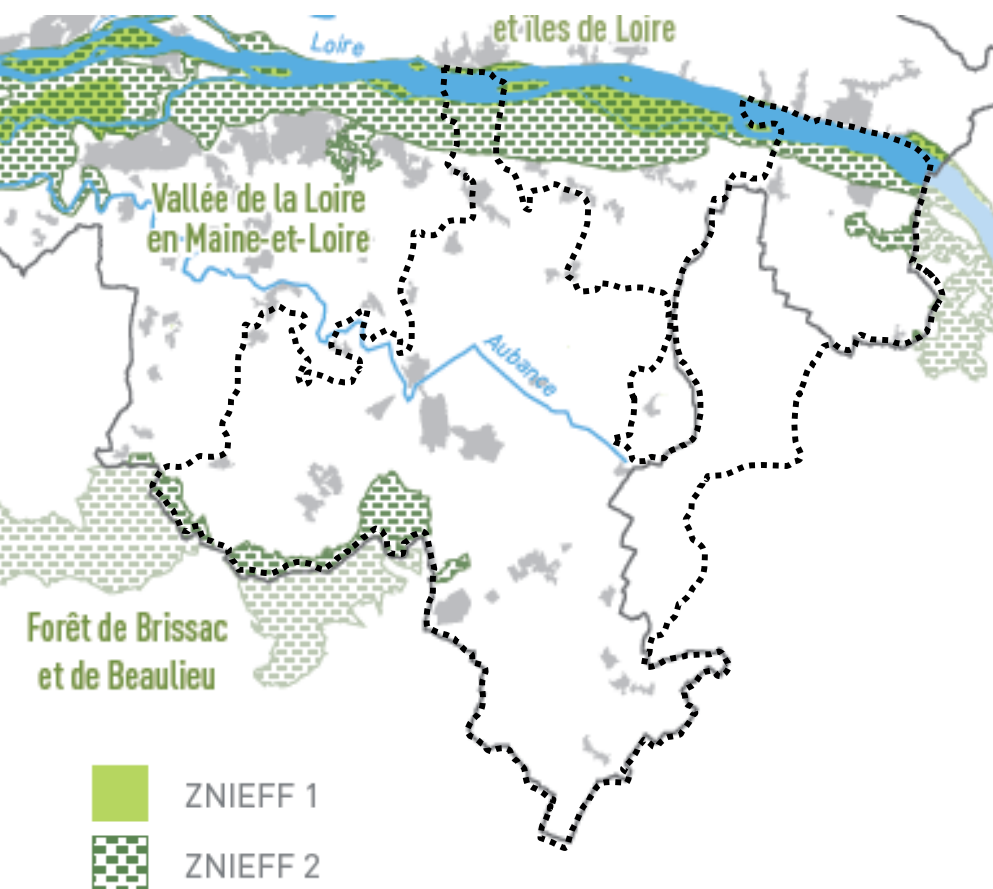 et îles de Loire
Loire
Vallée de la Loire
en Maine-et-Loire
Aubance
Forêt de Brissac
et de Beaulieu
ZNIEFF 1
ZNIEFF 2